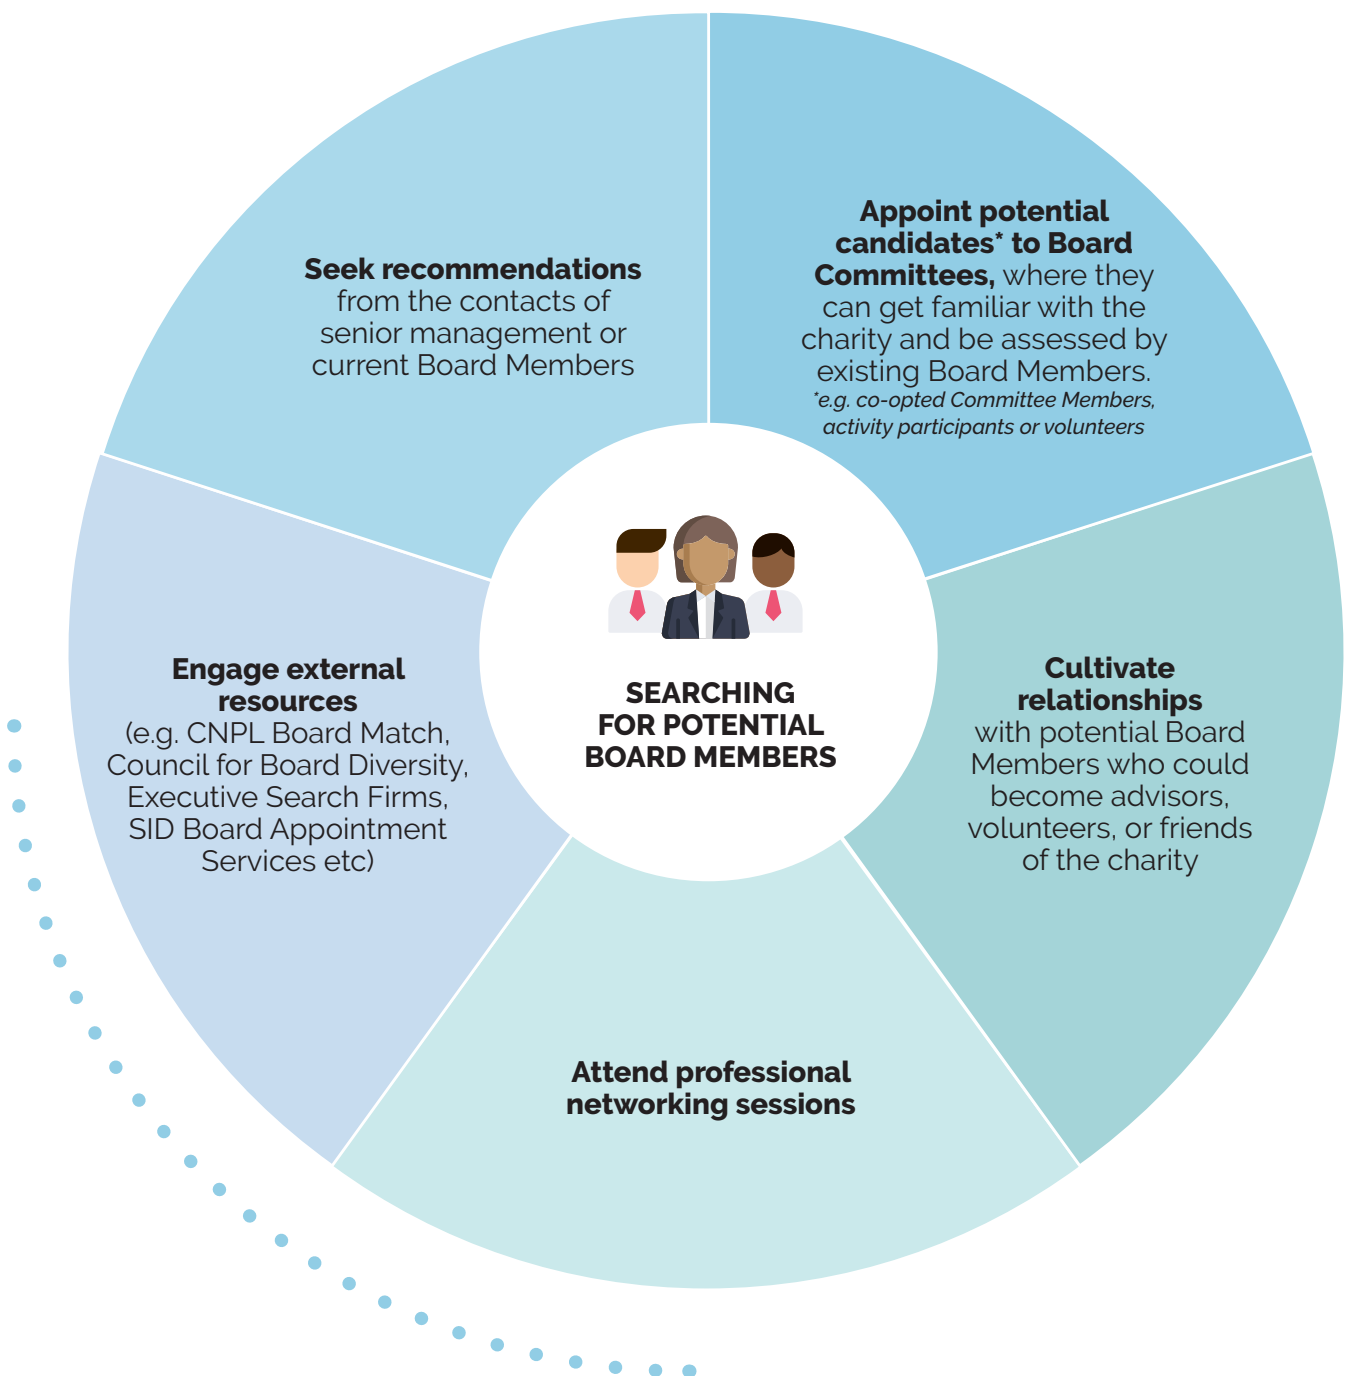 SEARCHING
FOR POTENTIAL
BOARD MEMBERS
Appoint potential
candidates* to Board
Committees, where they
can get familiar with the
charity and be assessed by
existing Board Members.
*e.g. co-opted Committee Members,
activity participants or volunteers
Cultivate
relationships
with potential Board
Members who could
become advisors,
volunteers, or friends
of the charity
Attend professional
networking sessions
Engage external
resources
(e.g. CNPL Board Match,
Council for Board Diversity,
Executive Search Firms,
SID Board Appointment
Services etc)
Seek recommendations
from the contacts of
senior management or
current Board Members